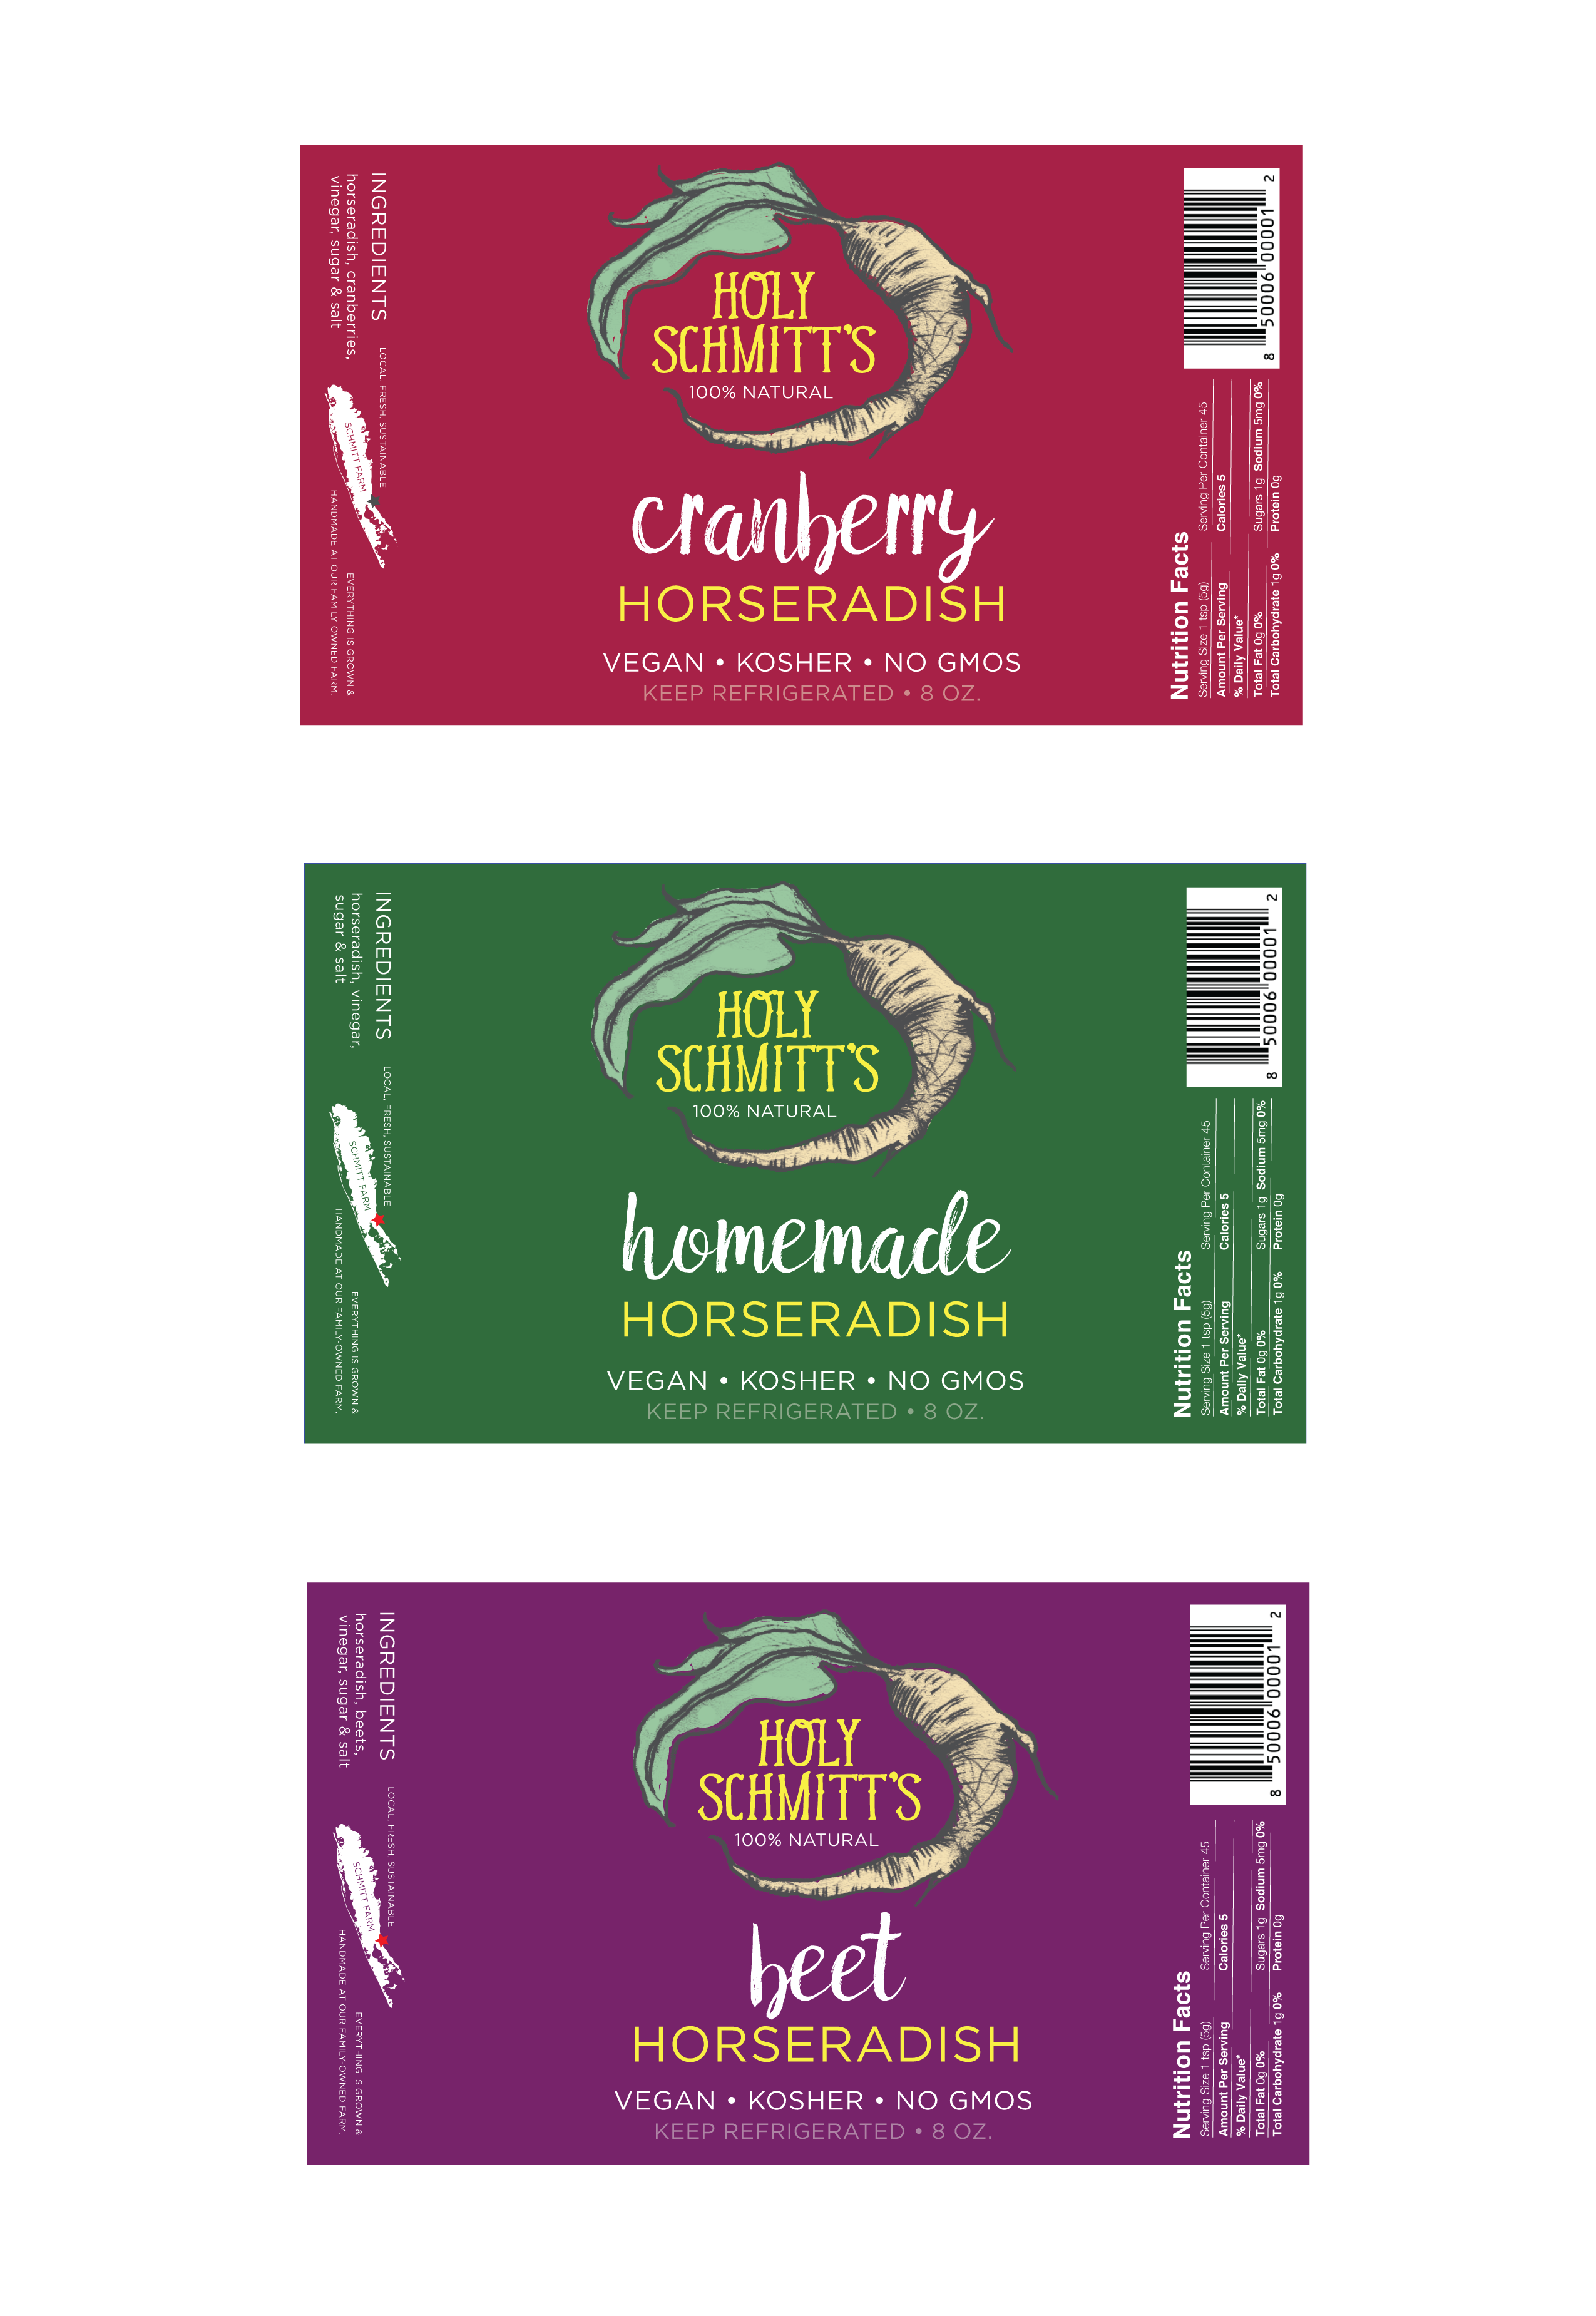 INGREDIENTS
horseradish, cranberries,
vinegar, sugar & salt
LOCAL, FRESH, SUSTAINABLE
SCHMITT FARM
EVERYTHING IS GROWN &
HANDMADE AT OUR FAMILY-OWNED FARM.
HOLY
SCHMITT'S
100% NATURAL
cranberry
HORSERADISH
VEGAN • KOSHER • NO GMOS
KEEP REFRIGERATED • 8 OZ.
8 50006 00001 2
Nutrition Facts
Serving Size 1 tsp (5g) Serving Per Container 45
Amount Per Serving Calories 5
% Daily Value*
Total Fat 0g 0% Sugars 1g Sodium 5mg 0%
Total Carbohydrate 1g 0% Protein 0g
INGREDIENTS
horseradish, vinegar,
sugar & salt
LOCAL, FRESH, SUSTAINABLE
SCHMITT FARM
EVERYTHING IS GROWN &
HANDMADE AT OUR FAMILY-OWNED FARM.
HOLY
SCHMITT'S
100% NATURAL
homemade
HORSERADISH
VEGAN • KOSHER • NO GMOS
KEEP REFRIGERATED • 8 OZ.
8 50006 00001 2
Nutrition Facts
Serving Size 1 tsp (5g) Serving Per Container 45
Amount Per Serving Calories 5
% Daily Value*
Total Fat 0g 0% Sugars 1g Sodium 5mg 0%
Total Carbohydrate 1g 0% Protein 0g
INGREDIENTS
horseradish, beets,
vinegar, sugar & salt
LOCAL, FRESH, SUSTAINABLE
SCHMITT FARM
EVERYTHING IS GROWN &
HANDMADE AT OUR FAMILY-OWNED FARM.
HOLY
SCHMITT'S
100% NATURAL
beet
HORSERADISH
VEGAN • KOSHER • NO GMOS
KEEP REFRIGERATED • 8 OZ.
8 50006 00001 2
Nutrition Facts
Serving Size 1 tsp (5g) Serving Per Container 45
Amount Per Serving Calories 5
% Daily Value*
Total Fat 0g 0% Sugars 1g Sodium 5mg 0%
Total Carbohydrate 1g 0% Protein 0g